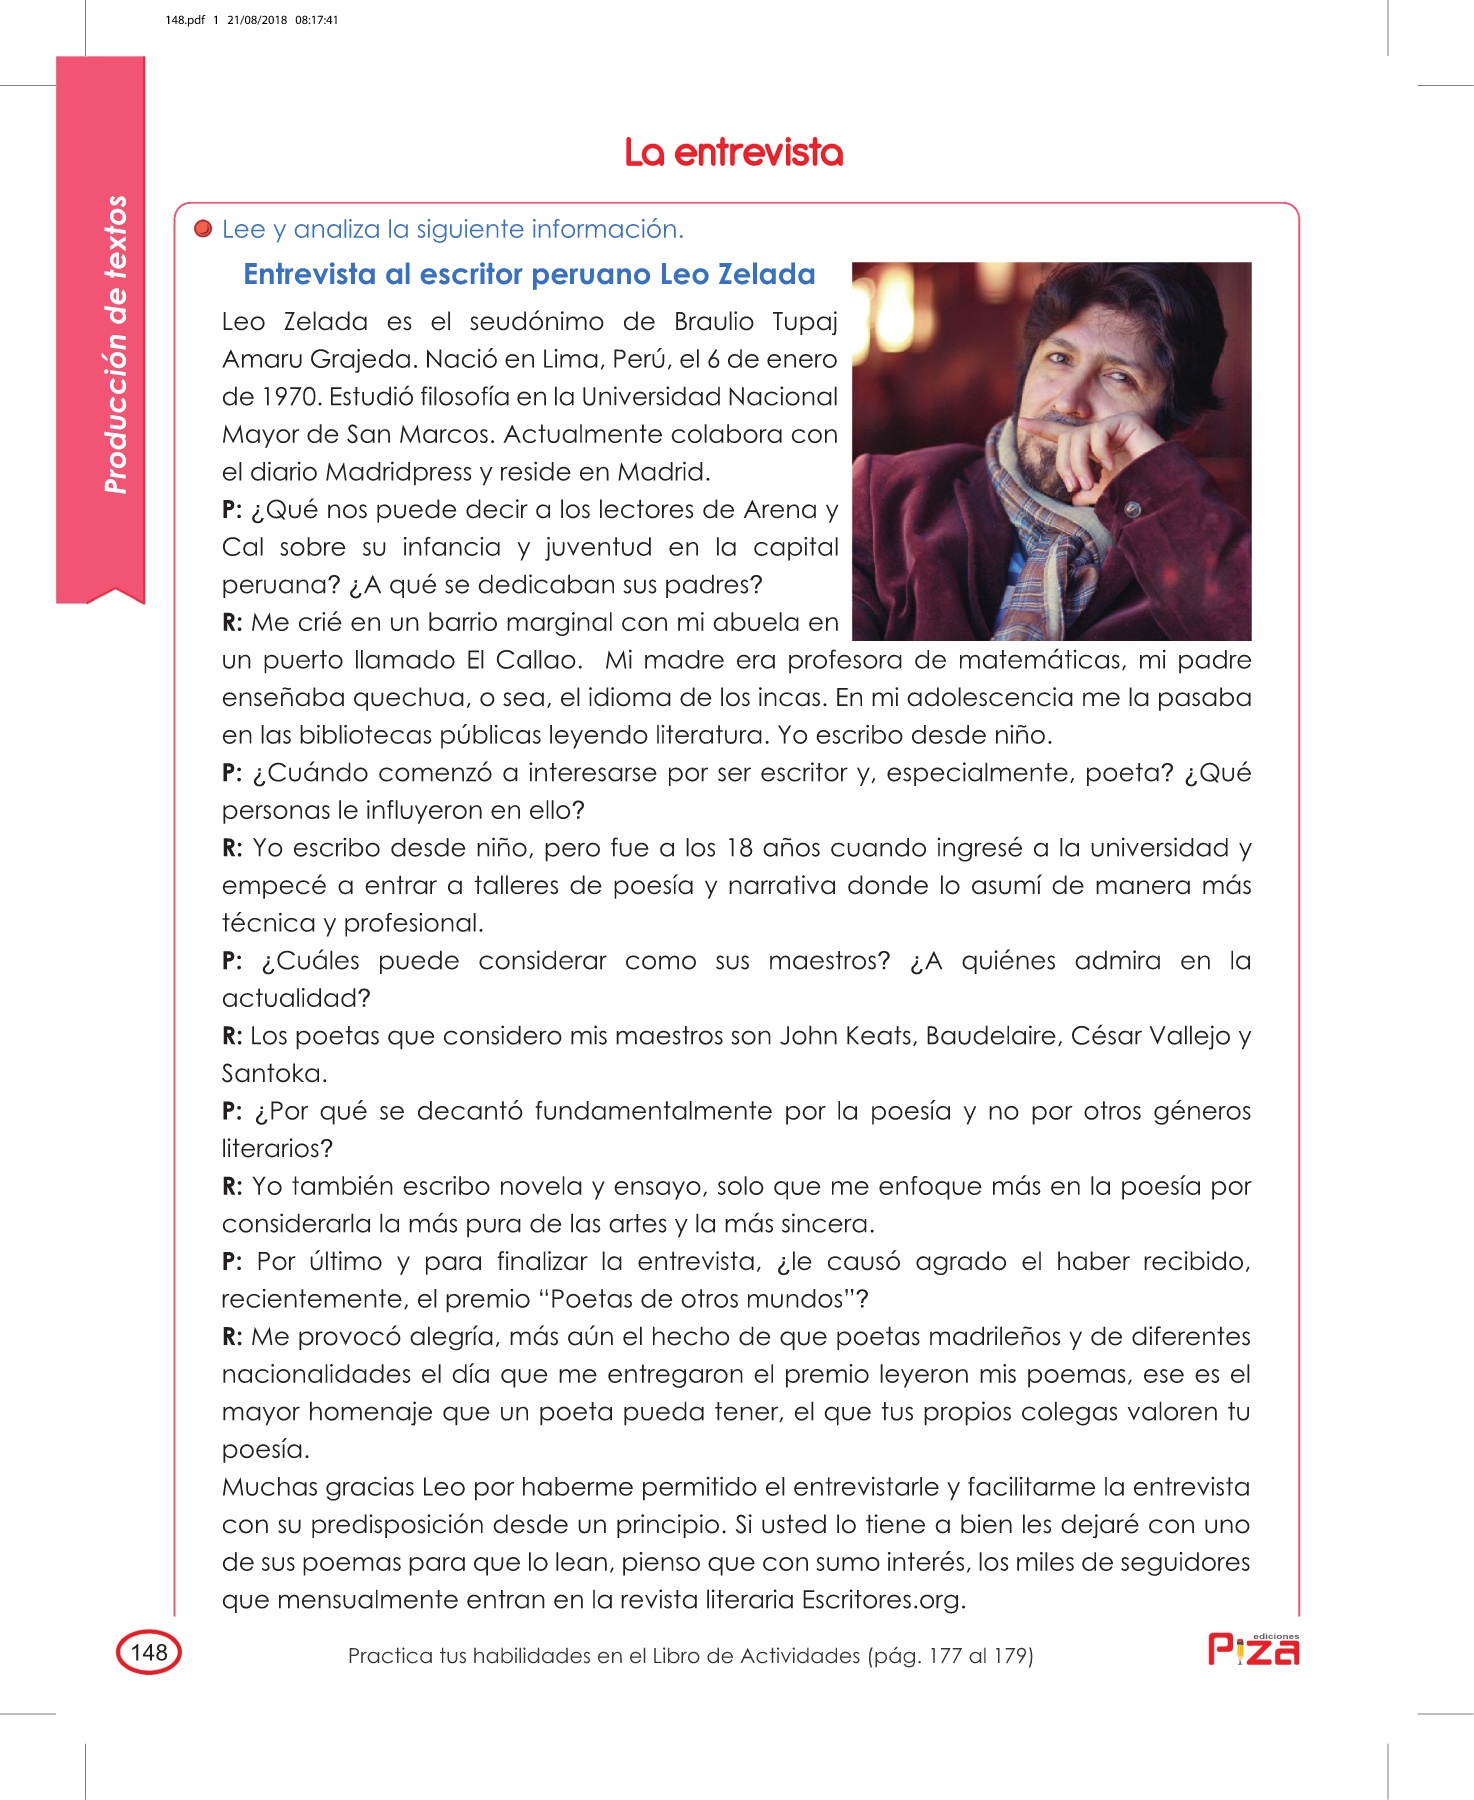 148.pdf 1 21/08/2018 08:17:41
La entrevista
Producción de textos
Lee y analiza la siguiente información.
Entrevista al escritor peruano Leo Zelada
Leo Zelada es el seudónimo de Braulio Tupaj
Amaru Grajeda. Nació en Lima, Perú, el 6 de enero
de 1970. Estudió filosofía en la Universidad Nacional
Mayor de San Marcos. Actualmente colabora con
el diario Madridpress y reside en Madrid.
P: ¿Qué nos puede decir a los lectores de Arena y
Cal sobre su infancia y juventud en la capital
peruana? ¿A qué se dedicaban sus padres?
R: Me crié en un barrio marginal con mi abuela en
un puerto llamado El Callao. Mi madre era profesora de matemáticas, mi padre
enseñaba quechua, o sea, el idioma de los incas. En mi adolescencia me la pasaba
en las bibliotecas públicas leyendo literatura. Yo escribo desde niño.
P: ¿Cuándo comenzó a interesarse por ser escritor y, especialmente, poeta? ¿Qué
personas le influyeron en ello?
R: Yo escribo desde niño, pero fue a los 18 años cuando ingresé a la universidad y
empecé a entrar a talleres de poesía y narrativa donde lo asumí de manera más
técnica y profesional.
P: ¿Cuáles puede considerar como sus maestros? ¿A quiénes admira en la
actualidad?
R: Los poetas que considero mis maestros son John Keats, Baudelaire, César Vallejo y
Santoka.
P: ¿Por qué se decantó fundamentalmente por la poesía y no por otros géneros
literarios?
R: Yo también escribo novela y ensayo, solo que me enfoque más en la poesía por
considerarla la más pura de las artes y la más sincera.
P: Por último y para finalizar la entrevista, ¿le causó agrado el haber recibido,
recientemente, el premio “Poetas de otros mundos”?
R: Me provocó alegría, más aún el hecho de que poetas madrileños y de diferentes
nacionalidades el día que me entregaron el premio leyeron mis poemas, ese es el
mayor homenaje que un poeta pueda tener, el que tus propios colegas valoren tu
poesía.
Muchas gracias Leo por haberme permitido el entrevistarle y facilitarme la entrevista
con su predisposición desde un principio. Si usted lo tiene a bien les dejaré con uno
de sus poemas para que lo lean, pienso que con sumo interés, los miles de seguidores
que mensualmente entran en la revista literaria Escritores.org.
148
Practica tus habilidades en el Libro de Actividades (pág. 177 al 179)
ediciones
Piza